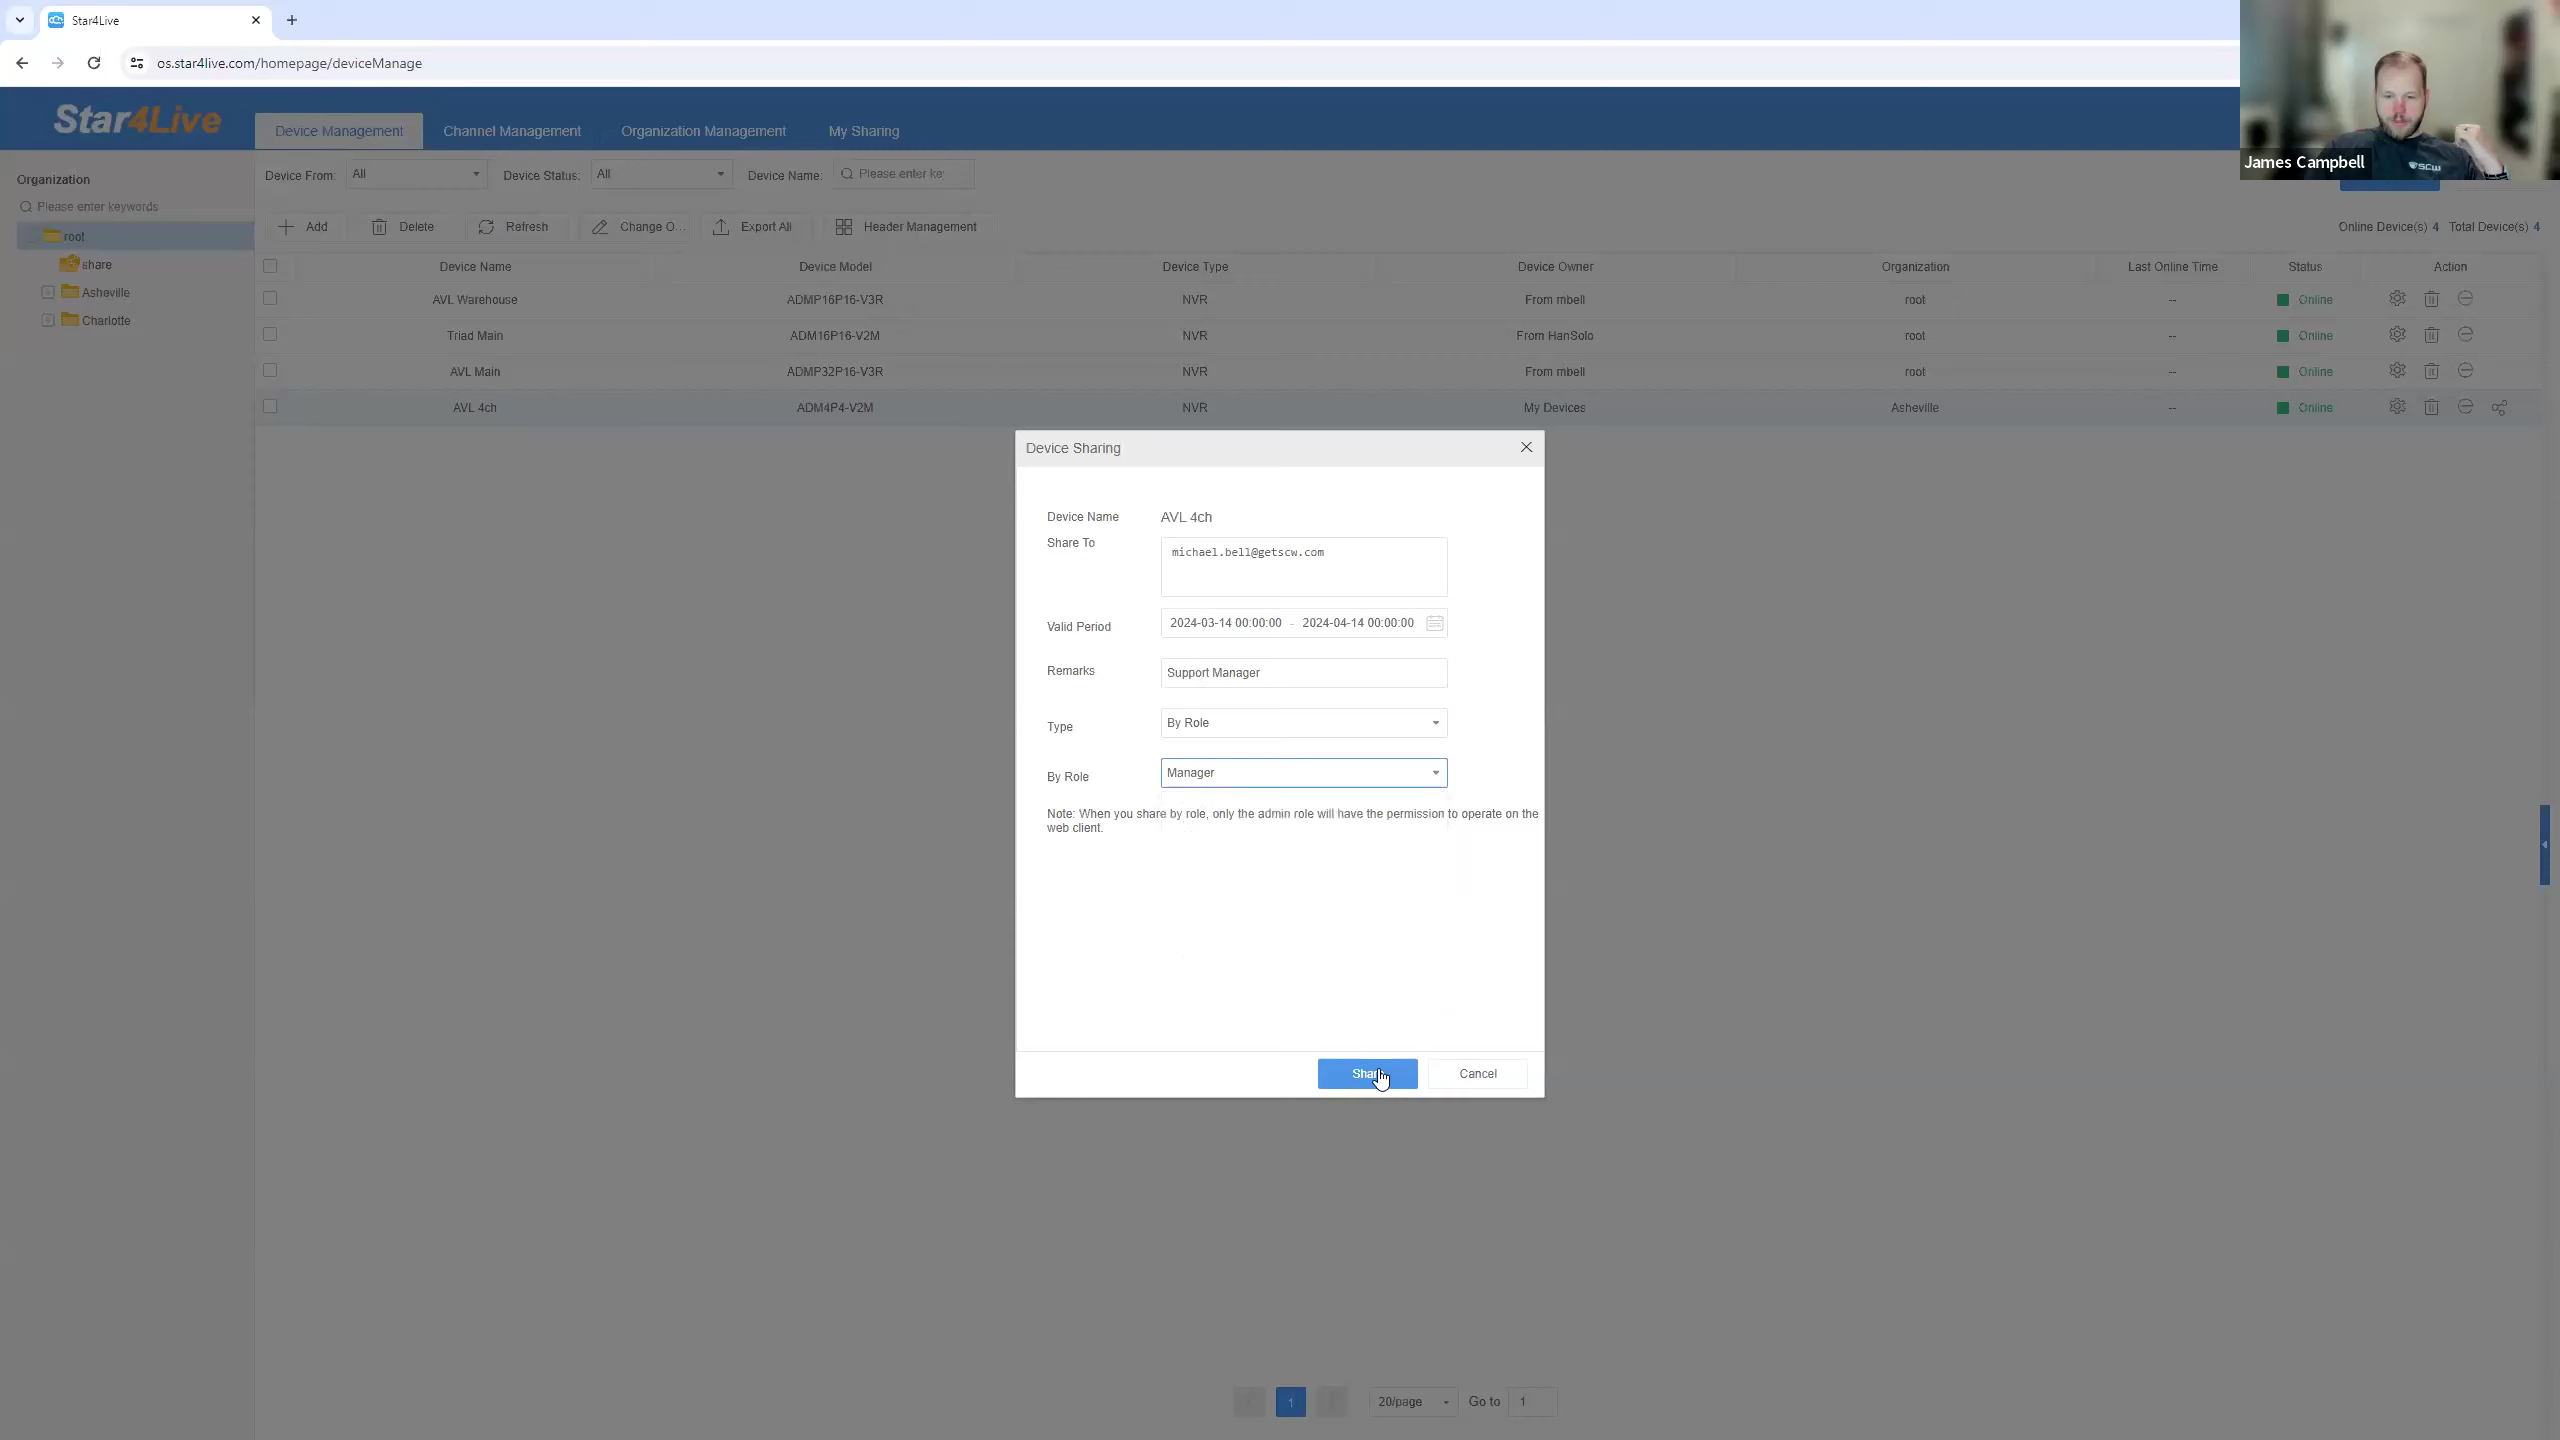 Star4Live
os.star4live.com/homepage/deviceManage
James Campbell
SCW
Star4Live
Device Management
Channel Management
Organization Management
My Sharing
Organization
Please enter keywords
root
share
Asheville
Charlotte
Device From:
All
Device Status:
All
Device Name:
Please enter ke
Add
Delete
Refresh
Change O...
Export All
Header Management
Online Device(s) 4 Total Device(s) 4
Device Name Device Model Device Type Device Owner Organization Last Online Time Status Action
AVL Warehouse ADMP16P16-V3R NVR From mbell root -- Online
Triad Main ADM16P16-V2M NVR From HanSolo root -- Online
AVL Main ADMP32P16-V3R NVR From mbell root -- Online
AVL 4ch ADM4P4-V2M NVR My Devices Asheville -- Online
Device Sharing
Device Name AVL 4ch
Share To michael.bell@getscw.com
Valid Period 2024-03-14 00:00:00 - 2024-04-14 00:00:00
Remarks Support Manager
Type By Role
By Role Manager
Note: When you share by role, only the admin role will have the permission to operate on the
web client.
Share Cancel
1 20/page Go to 1